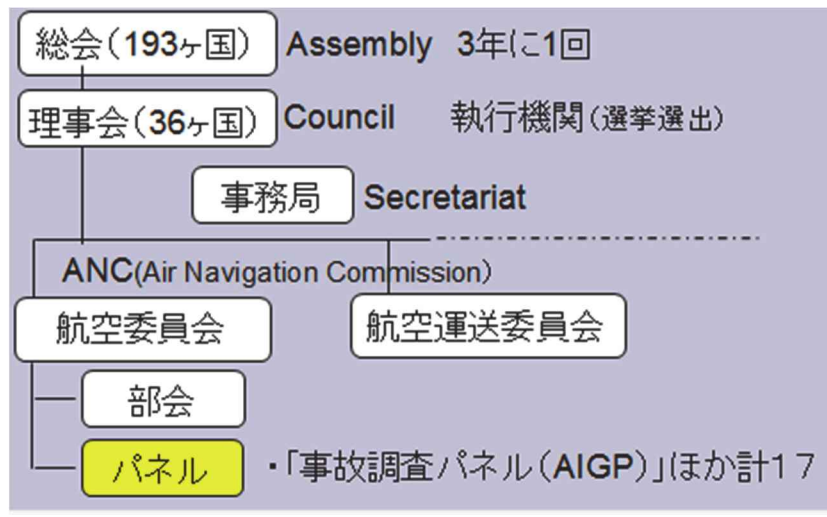 総会(193ヶ国) Assembly 3年に1回
理事会(36ヶ国) Council 執行機関(選挙選出)
事務局 Secretariat
ANC(Air Navigation Commission)
航空委員会 航空運送委員会
部会
パネル ・「事故調査パネル(AIGP)」ほか計17